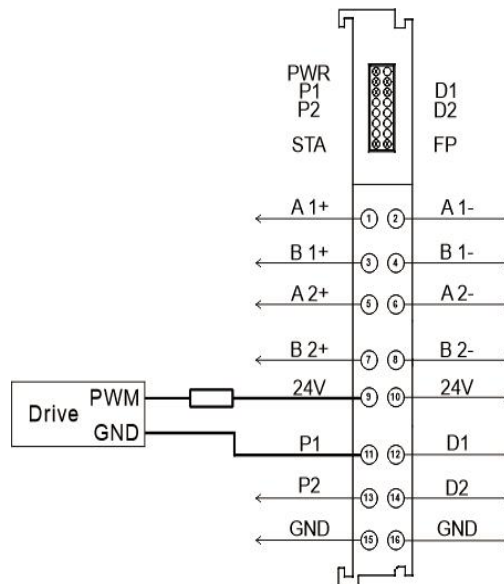 PWR
P1 D1
P2 D2
STA FP
A 1+ 1 2 A 1-
B 1+ 3 4 B 1-
A 2+ 5 6 A 2-
B 2+ 7 8 B 2-
PWM 24V 9 10 24V
Drive
GND P1 11 12 D1
P2 13 14 D2
GND 15 16 GND